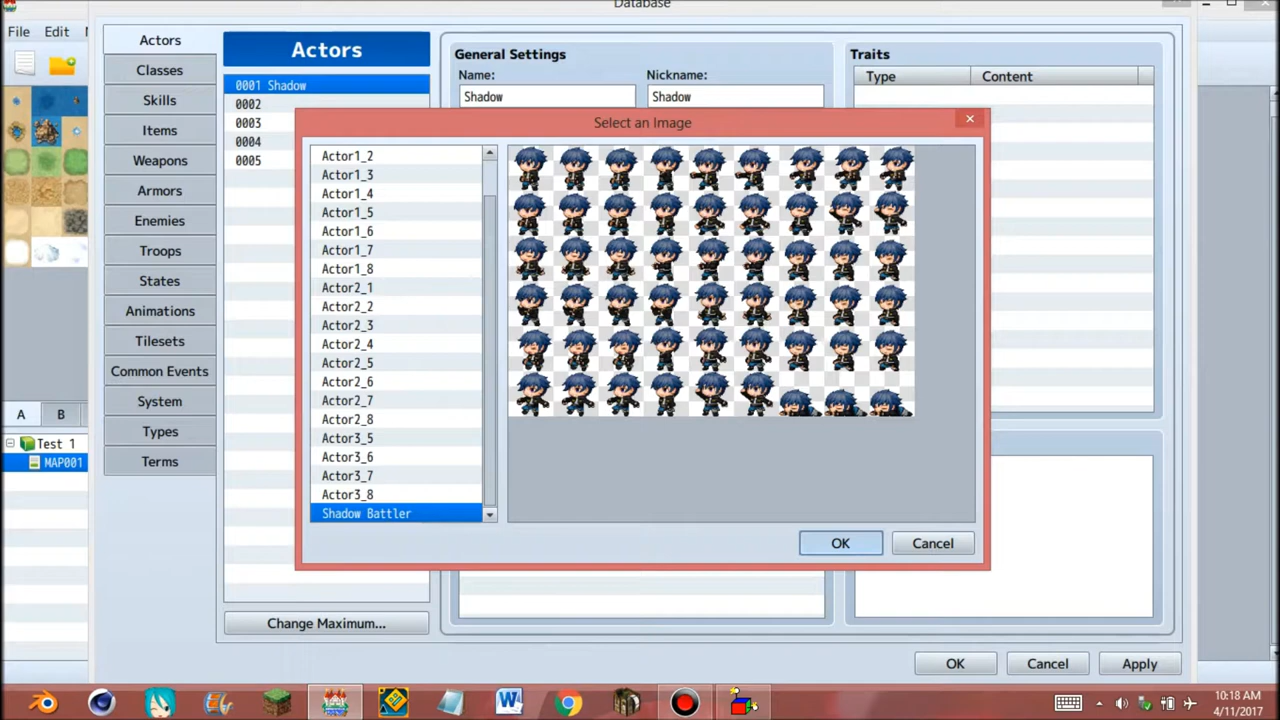 Database
File Edit
Actors
Classes
Skills
Items
Weapons
Armors
Enemies
Troops
States
Animations
Tilesets
Common Events
System
Types
Terms
A B
Test 1
MAP001
Actors
0001 Shadow
0002
0003
0004
0005
Change Maximum...
General Settings
Name:
Nickname:
Shadow
Shadow
Traits
Type Content
Select an Image
Actor1_2
Actor1_3
Actor1_4
Actor1_5
Actor1_6
Actor1_7
Actor1_8
Actor2_1
Actor2_2
Actor2_3
Actor2_4
Actor2_5
Actor2_6
Actor2_7
Actor2_8
Actor3_5
Actor3_6
Actor3_7
Actor3_8
Shadow Battler
OK Cancel
OK Cancel Apply
10:18 AM
4/11/2017